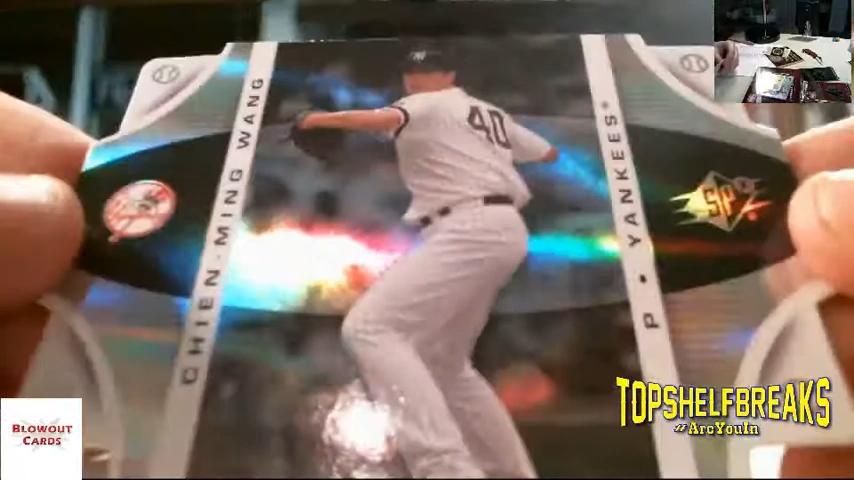 CHIEN-MING WANG
40
P • YANKEES
SPx
BLOWOUT
CARDS
TOPSHELFBREAKS
#AreYouIn